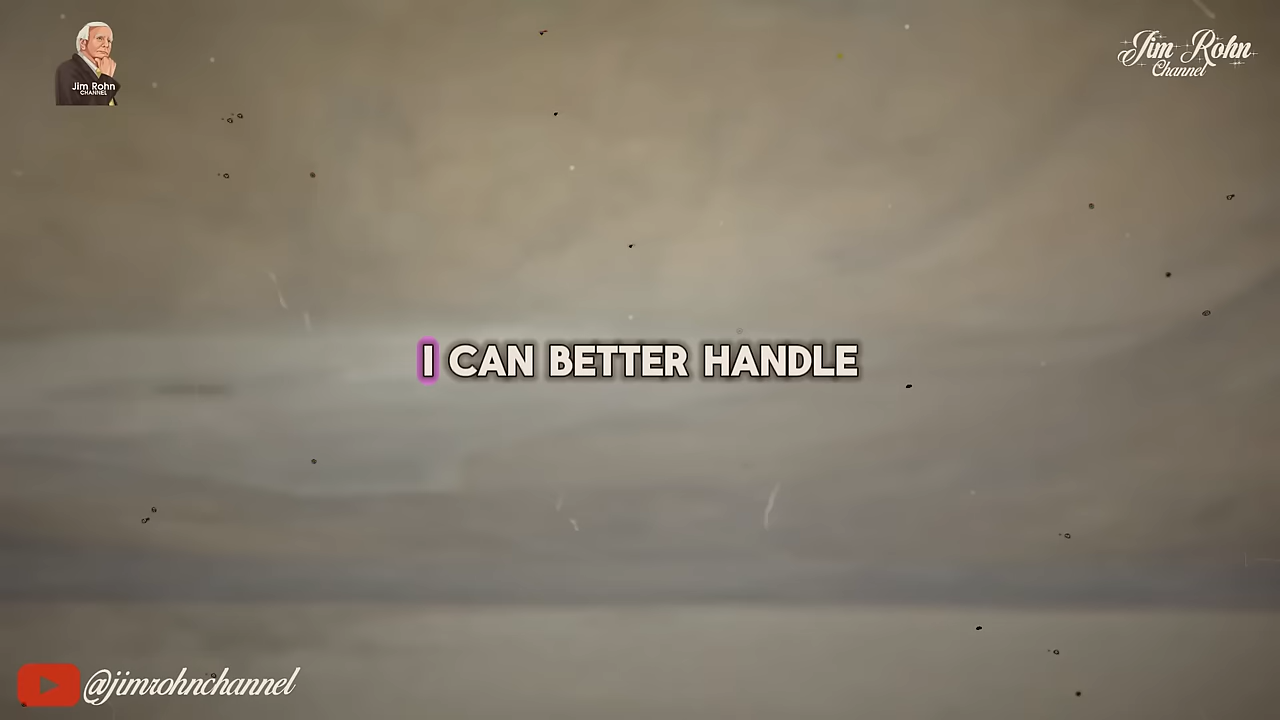 Jim Rohn
CHANNEL
Jim Rohn
Channel
I CAN BETTER HANDLE
@jimrohnchannel